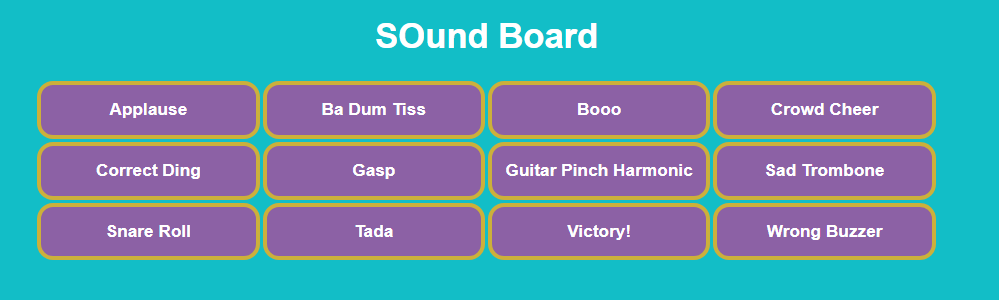 SOund Board
Applause Ba Dum Tiss Booo Crowd Cheer
Correct Ding Gasp Guitar Pinch Harmonic Sad Trombone
Snare Roll Tada Victory! Wrong Buzzer